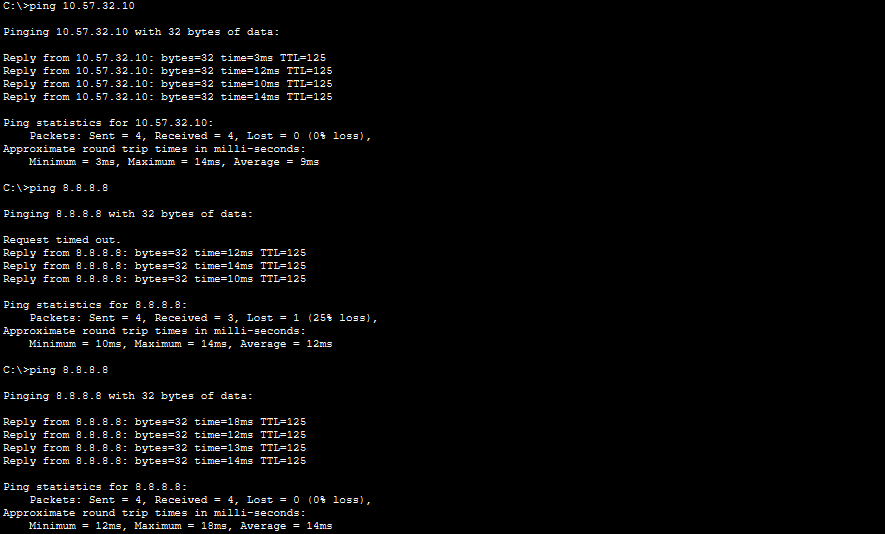 C:\>ping 10.57.32.10
Pinging 10.57.32.10 with 32 bytes of data:
Reply from 10.57.32.10: bytes=32 time=3ms TTL=125
Reply from 10.57.32.10: bytes=32 time=12ms TTL=125
Reply from 10.57.32.10: bytes=32 time=10ms TTL=125
Reply from 10.57.32.10: bytes=32 time=14ms TTL=125
Ping statistics for 10.57.32.10:
    Packets: Sent = 4, Received = 4, Lost = 0 (0% loss),
Approximate round trip times in milli-seconds:
    Minimum = 3ms, Maximum = 14ms, Average = 9ms
C:\>ping 8.8.8.8
Pinging 8.8.8.8 with 32 bytes of data:
Request timed out.
Reply from 8.8.8.8: bytes=32 time=12ms TTL=125
Reply from 8.8.8.8: bytes=32 time=14ms TTL=125
Reply from 8.8.8.8: bytes=32 time=10ms TTL=125
Ping statistics for 8.8.8.8:
    Packets: Sent = 4, Received = 3, Lost = 1 (25% loss),
Approximate round trip times in milli-seconds:
    Minimum = 10ms, Maximum = 14ms, Average = 12ms
C:\>ping 8.8.8.8
Pinging 8.8.8.8 with 32 bytes of data:
Reply from 8.8.8.8: bytes=32 time=18ms TTL=125
Reply from 8.8.8.8: bytes=32 time=12ms TTL=125
Reply from 8.8.8.8: bytes=32 time=13ms TTL=125
Reply from 8.8.8.8: bytes=32 time=14ms TTL=125
Ping statistics for 8.8.8.8:
    Packets: Sent = 4, Received = 4, Lost = 0 (0% loss),
Approximate round trip times in milli-seconds:
    Minimum = 12ms, Maximum = 18ms, Average = 14ms